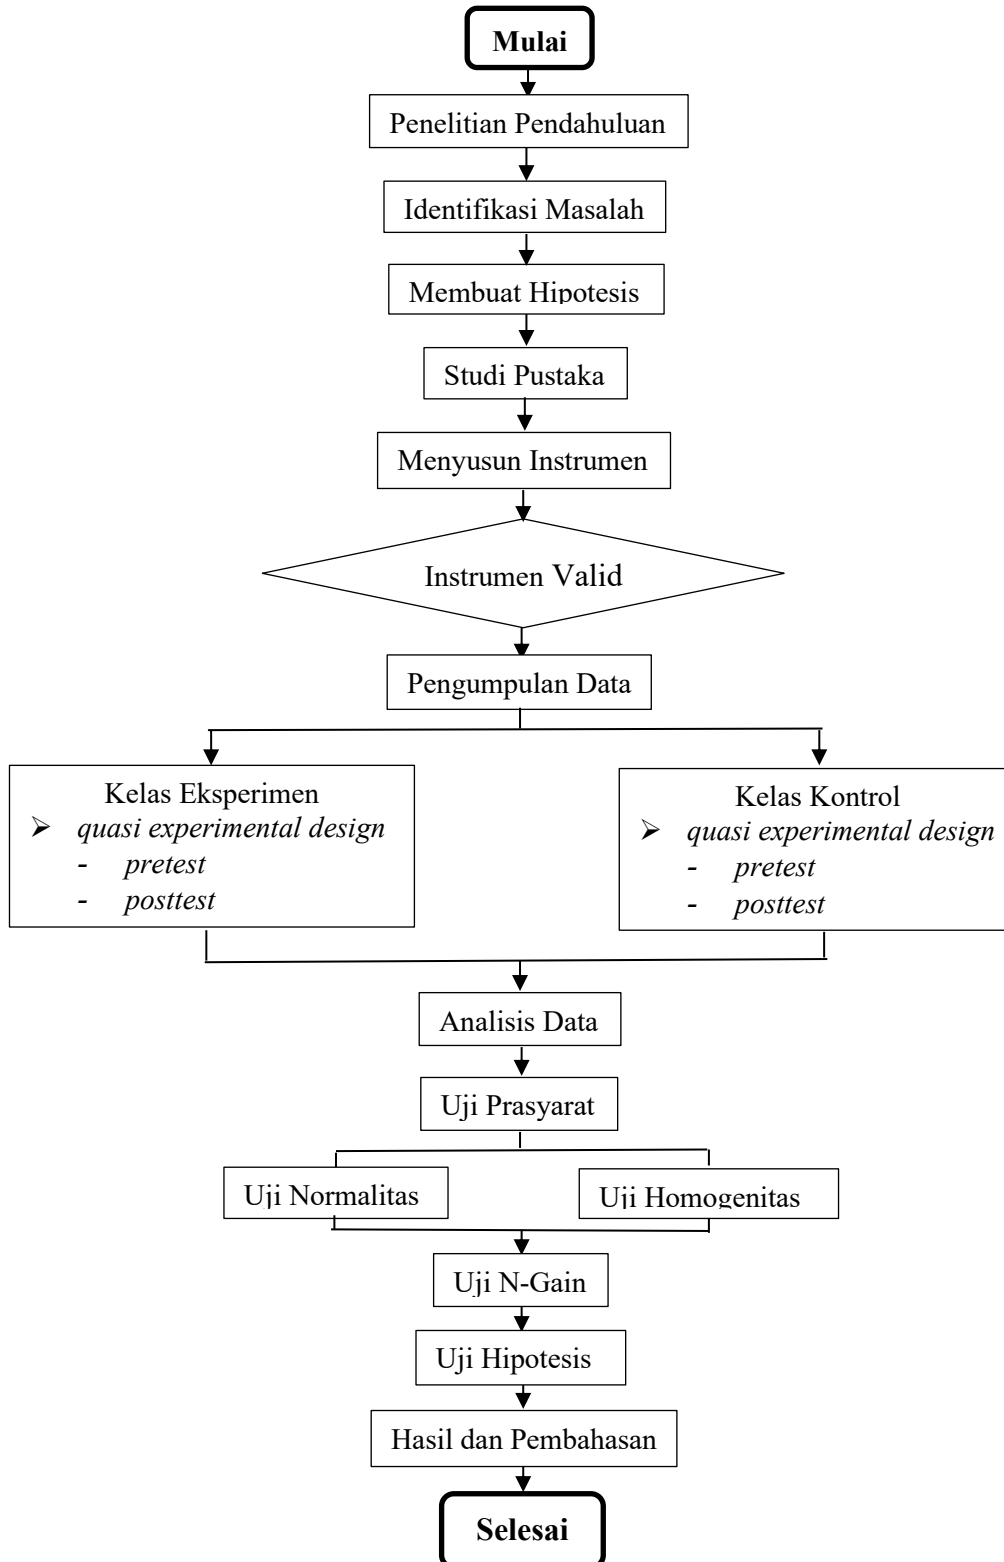 Mulai
Penelitian Pendahuluan
Identifikasi Masalah
Membuat Hipotesis
Studi Pustaka
Menyusun Instrumen
Instrumen Valid
Pengumpulan Data
Kelas Eksperimen
➢ quasi experimental design
- pretest
- posttest
Kelas Kontrol
➢ quasi experimental design
- pretest
- posttest
Analisis Data
Uji Prasyarat
Uji Normalitas
Uji Homogenitas
Uji N-Gain
Uji Hipotesis
Hasil dan Pembahasan
Selesai